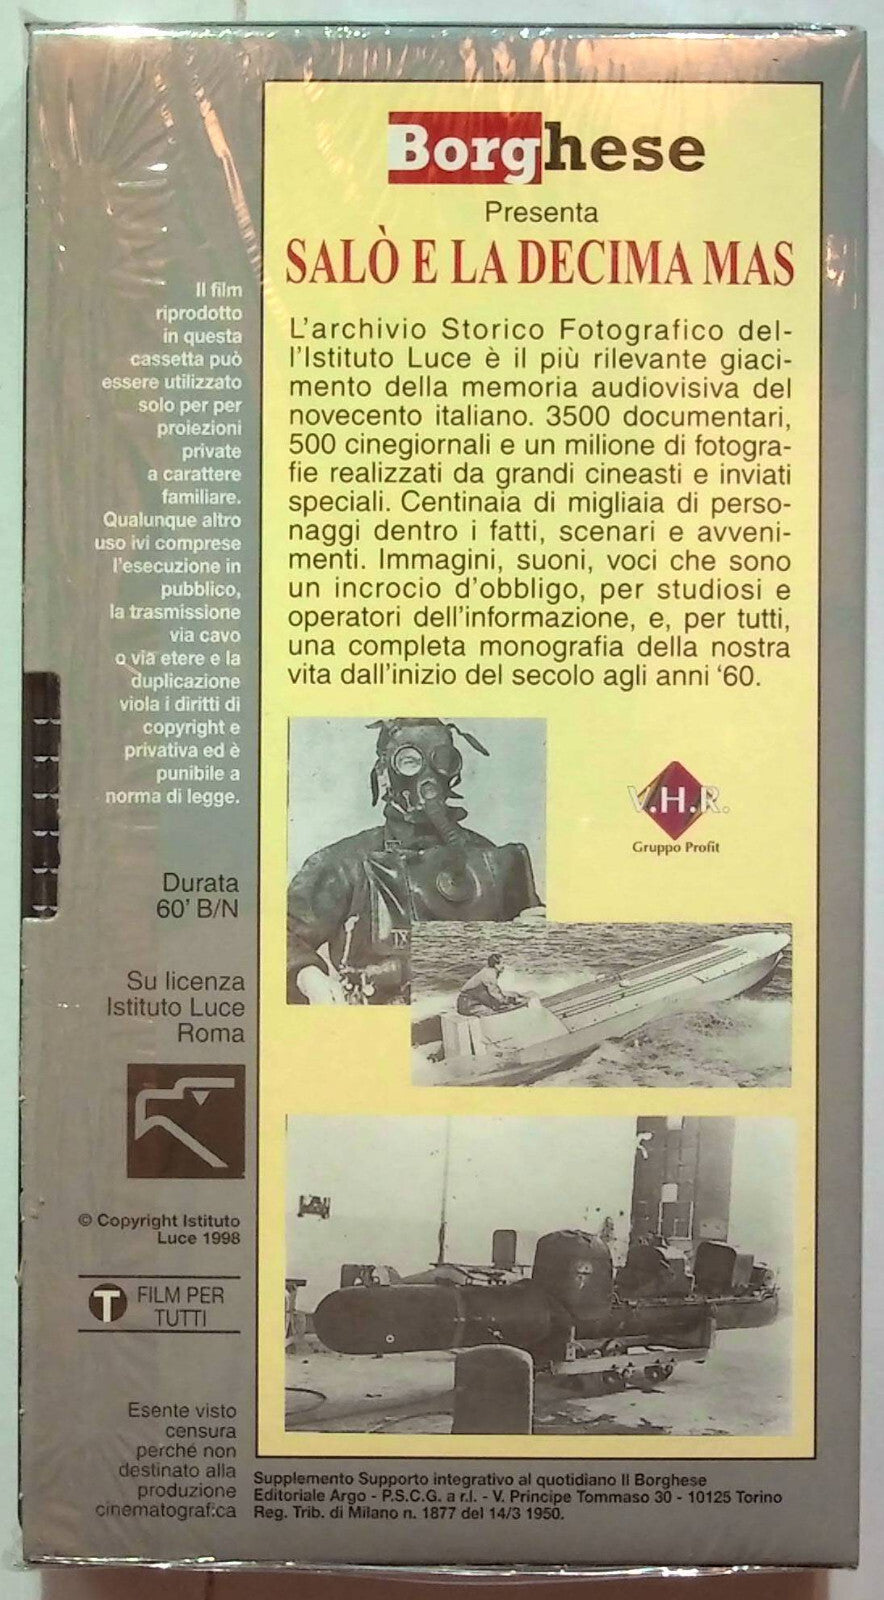 Borghese
Presenta
SALÒ E LA DECIMA MAS
L'archivio Storico Fotografico del-
l'Istituto Luce è il più rilevante giaci-
mento della memoria audiovisiva del
novecento italiano. 3500 documentari,
500 cinegiornali e un milione di fotogra-
fie realizzati da grandi cineasti e inviati
speciali. Centinaia di migliaia di perso-
naggi dentro i fatti, scenari e avveni-
menti. Immagini, suoni, voci che sono
un incrocio d'obbligo, per studiosi e
operatori dell'informazione, e, per tutti,
una completa monografia della nostra
vita dall'inizio del secolo agli anni '60.
V.H.R.
Gruppo Profit
Il film
riprodotto
in questa
cassetta può
essere utilizzato
solo per per
proiezioni
private
a carattere
familiare.
Qualunque altro
uso ivi comprese
l'esecuzione in
pubblico,
la trasmissione
via cavo
o via etere e la
duplicazione
viola i diritti di
copyright e
privativa ed è
punibile a
norma di legge.
Durata
60' B/N
Su licenza
Istituto Luce
Roma
© Copyright Istituto
Luce 1998
T FILM PER
TUTTI
Esente visto
censura
perché non
destinato alla
produzione
cinematografica
Supplemento Supporto integrativo al quotidiano Il Borghese
Editoriale Argo - P.S.C.G. a r.l. - V. Principe Tommaso 30 - 10125 Torino
Reg. Trib. di Milano n. 1877 del 14/3 1950.